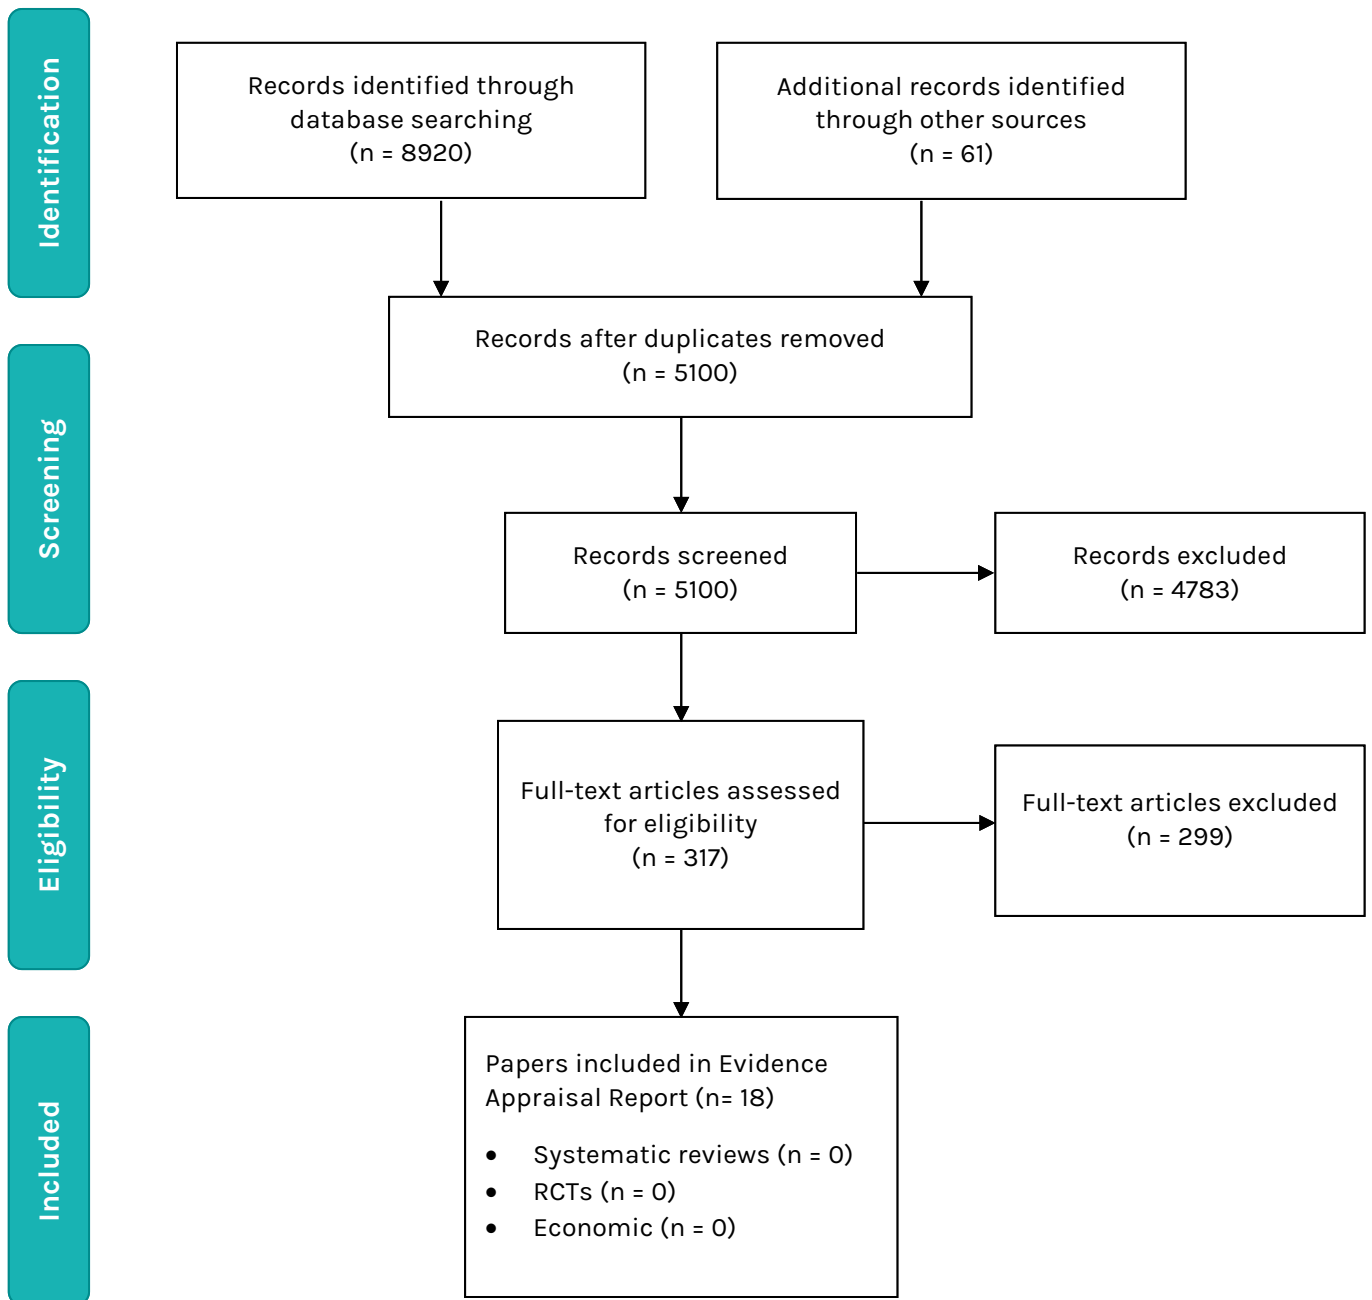 Identification
Records identified through
database searching
(n = 8920)
Additional records identified
through other sources
(n = 61)
Records after duplicates removed
(n = 5100)
Screening
Records screened
(n = 5100)
Records excluded
(n = 4783)
Eligibility
Full-text articles assessed
for eligibility
(n = 317)
Full-text articles excluded
(n = 299)
Included
Papers included in Evidence
Appraisal Report (n= 18)
• Systematic reviews (n = 0)
• RCTs (n = 0)
• Economic (n = 0)